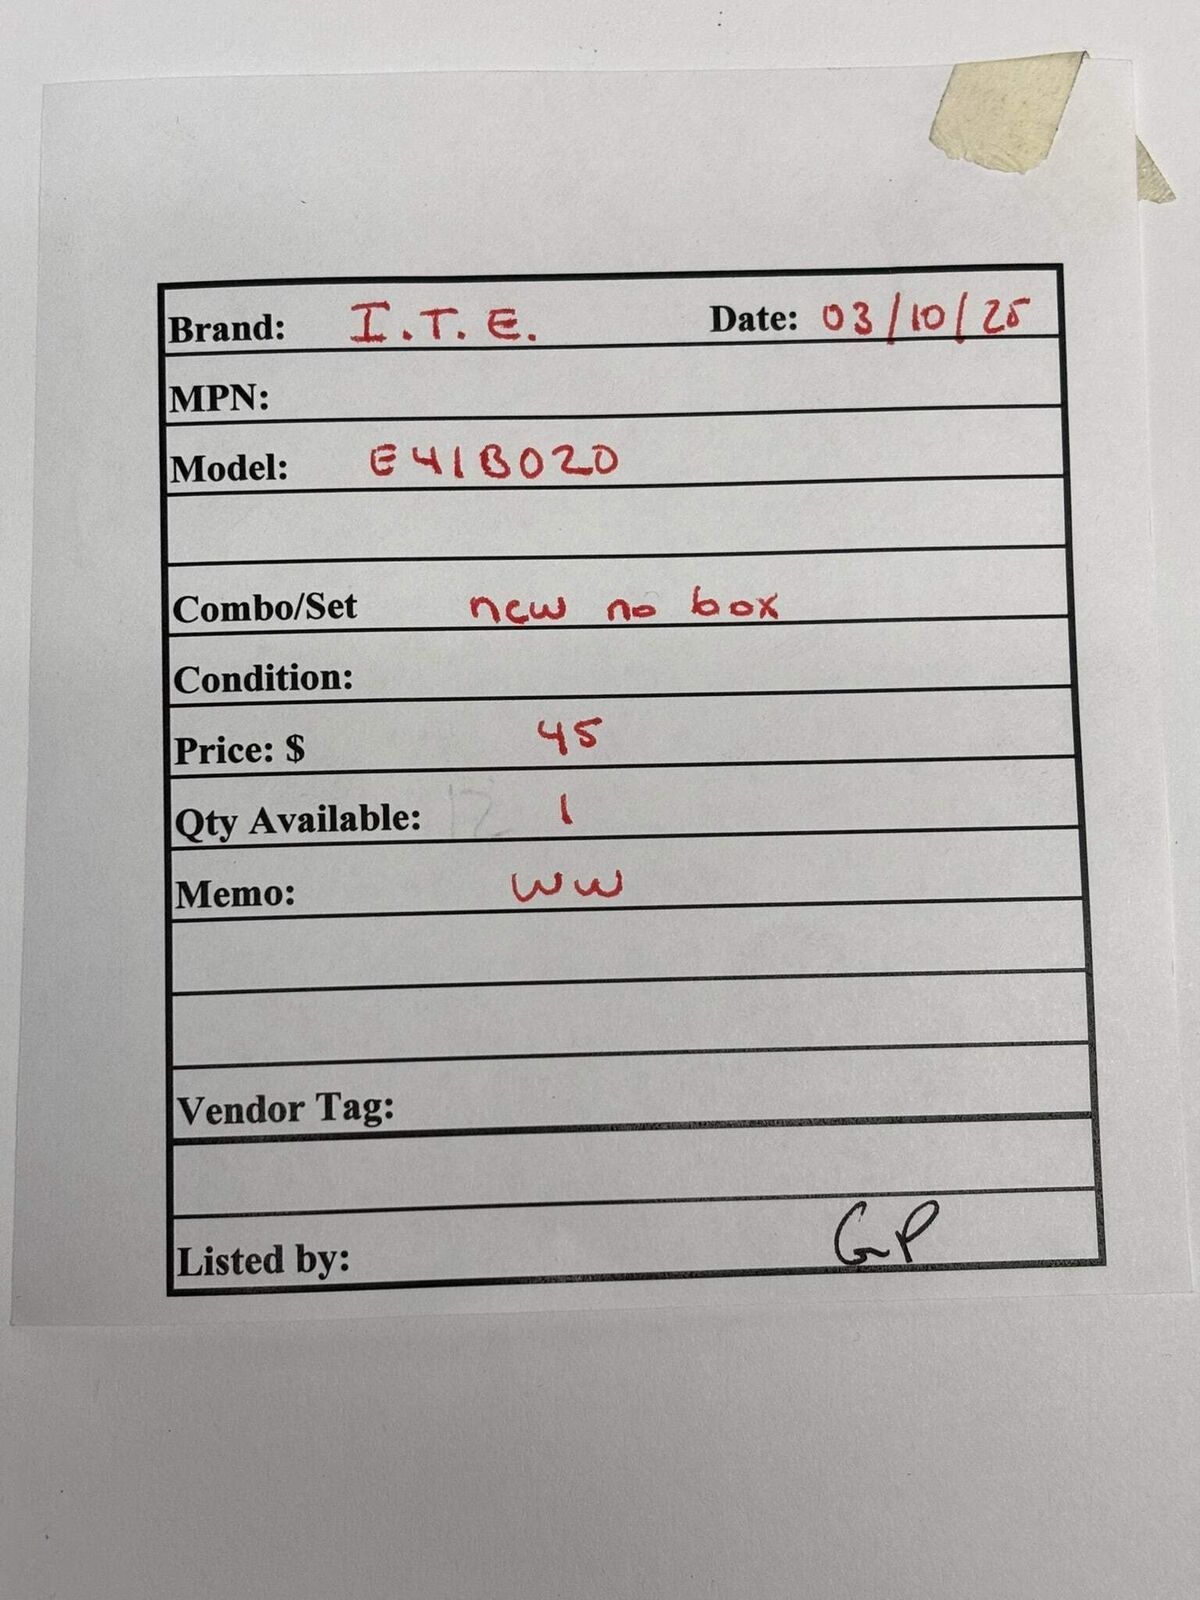 Brand: I.T.E. Date: 03/10/25
MPN:
Model: E41B020
Combo/Set new no box
Condition:
Price: $ 45
Qty Available: 1
Memo: WW
Vendor Tag:
Listed by: GP